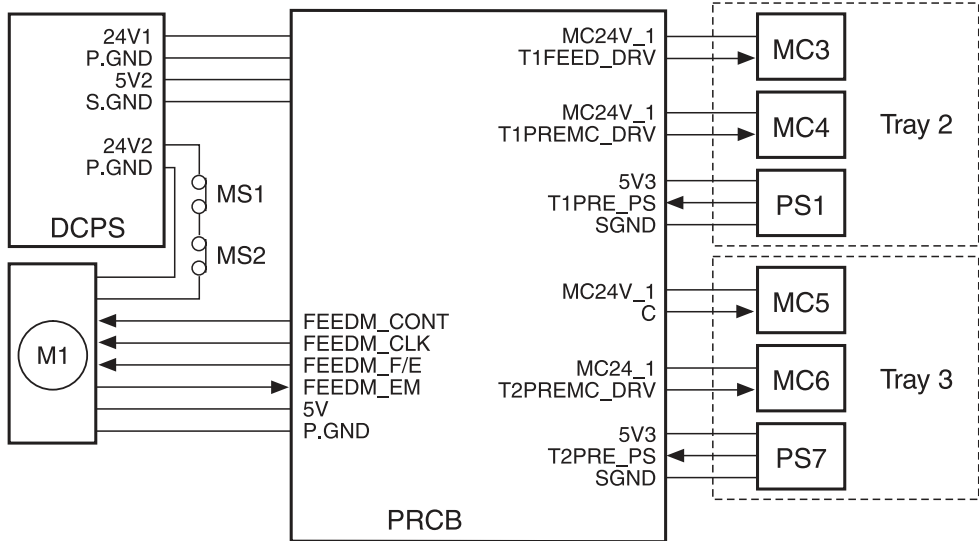 24V1
P.GND
5V2
S.GND
24V2
P.GND
DCPS
MS1
MS2
M1
FEEDM_CONT
FEEDM_CLK
FEEDM_F/E
FEEDM_EM
5V
P.GND
PRCB
MC24V_1
T1FEED_DRV
MC24V_1
T1PREMC_DRV
5V3
T1PRE_PS
SGND
MC24V_1
C
MC24_1
T2PREMC_DRV
5V3
T2PRE_PS
SGND
MC3
MC4
PS1
Tray 2
MC5
MC6
PS7
Tray 3